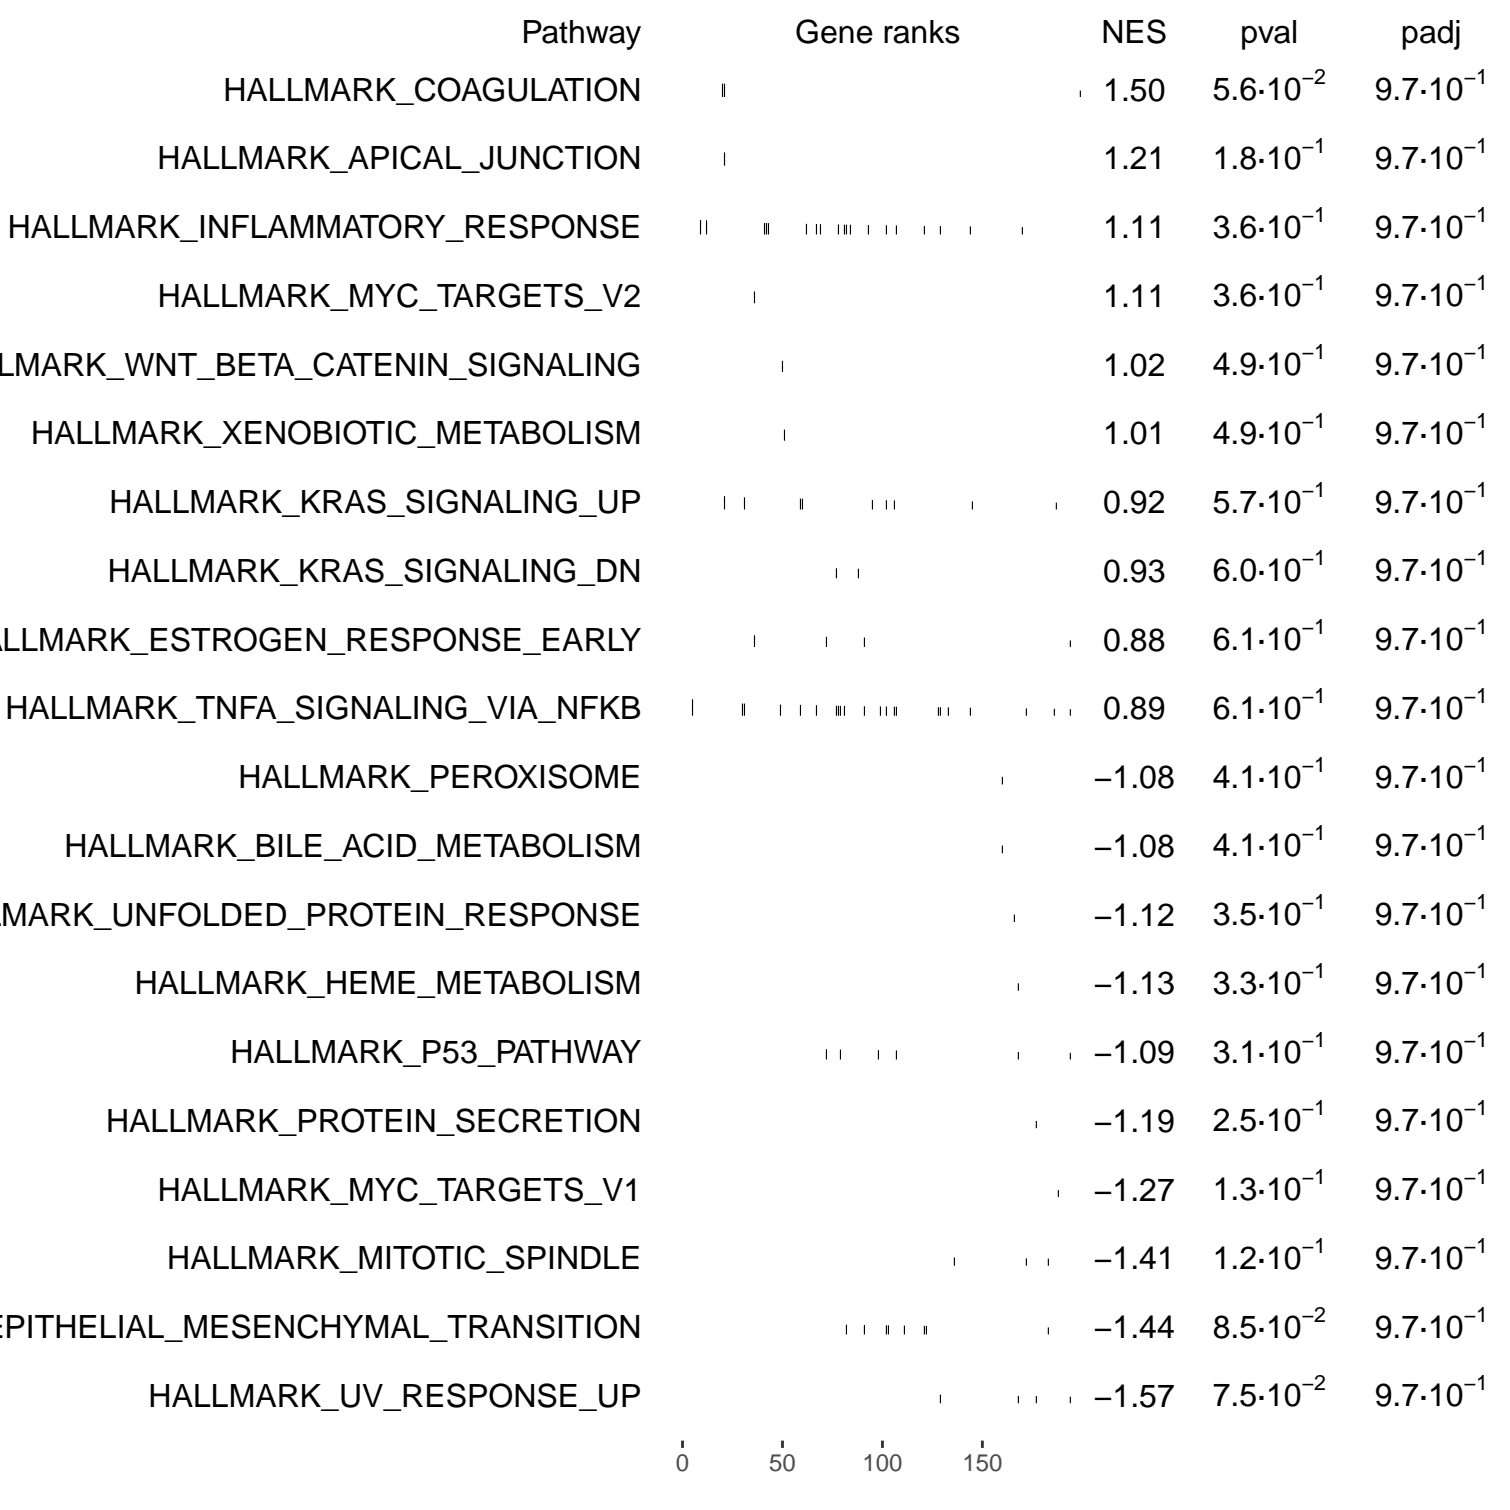 Pathway Gene ranks NES pval padj
HALLMARK_COAGULATION 1.50 5.6·10⁻² 9.7·10⁻¹
HALLMARK_APICAL_JUNCTION 1.21 1.8·10⁻¹ 9.7·10⁻¹
HALLMARK_INFLAMMATORY_RESPONSE 1.11 3.6·10⁻¹ 9.7·10⁻¹
HALLMARK_MYC_TARGETS_V2 1.11 3.6·10⁻¹ 9.7·10⁻¹
LMARK_WNT_BETA_CATENIN_SIGNALING 1.02 4.9·10⁻¹ 9.7·10⁻¹
HALLMARK_XENOBIOTIC_METABOLISM 1.01 4.9·10⁻¹ 9.7·10⁻¹
HALLMARK_KRAS_SIGNALING_UP 0.92 5.7·10⁻¹ 9.7·10⁻¹
HALLMARK_KRAS_SIGNALING_DN 0.93 6.0·10⁻¹ 9.7·10⁻¹
ALLMARK_ESTROGEN_RESPONSE_EARLY 0.88 6.1·10⁻¹ 9.7·10⁻¹
HALLMARK_TNFA_SIGNALING_VIA_NFKB 0.89 6.1·10⁻¹ 9.7·10⁻¹
HALLMARK_PEROXISOME −1.08 4.1·10⁻¹ 9.7·10⁻¹
HALLMARK_BILE_ACID_METABOLISM −1.08 4.1·10⁻¹ 9.7·10⁻¹
MARK_UNFOLDED_PROTEIN_RESPONSE −1.12 3.5·10⁻¹ 9.7·10⁻¹
HALLMARK_HEME_METABOLISM −1.13 3.3·10⁻¹ 9.7·10⁻¹
HALLMARK_P53_PATHWAY −1.09 3.1·10⁻¹ 9.7·10⁻¹
HALLMARK_PROTEIN_SECRETION −1.19 2.5·10⁻¹ 9.7·10⁻¹
HALLMARK_MYC_TARGETS_V1 −1.27 1.3·10⁻¹ 9.7·10⁻¹
HALLMARK_MITOTIC_SPINDLE −1.41 1.2·10⁻¹ 9.7·10⁻¹
EPITHELIAL_MESENCHYMAL_TRANSITION −1.44 8.5·10⁻² 9.7·10⁻¹
HALLMARK_UV_RESPONSE_UP −1.57 7.5·10⁻² 9.7·10⁻¹
0 50 100 150